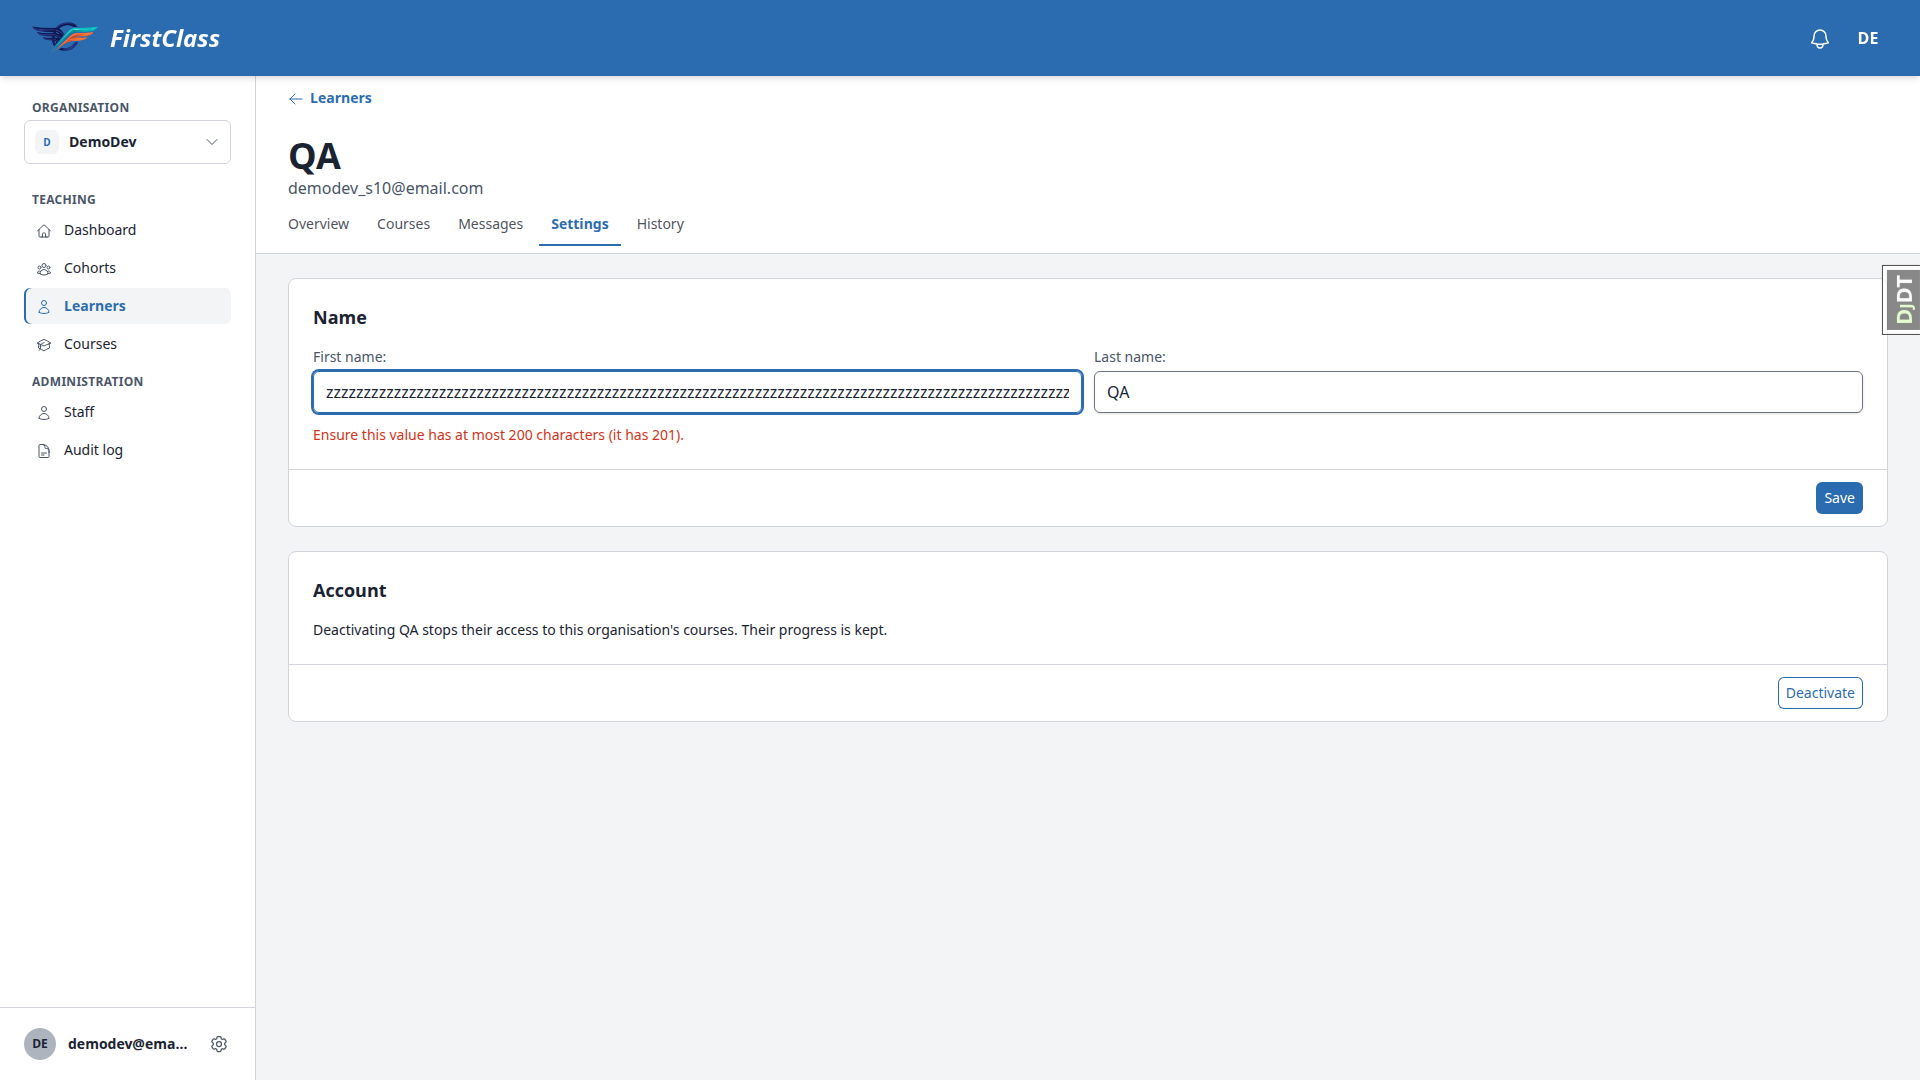 FirstClass
DE
ORGANISATION
D DemoDev
TEACHING
Dashboard
Cohorts
Learners
Courses
ADMINISTRATION
Staff
Audit log
DE demodev@ema...
Learners
QA
demodev_s10@email.com
Overview Courses Messages Settings History
Name
First name: Last name:
QA
Ensure this value has at most 200 characters (it has 201).
Save
Account
Deactivating QA stops their access to this organisation's courses. Their progress is kept.
Deactivate
DjDT